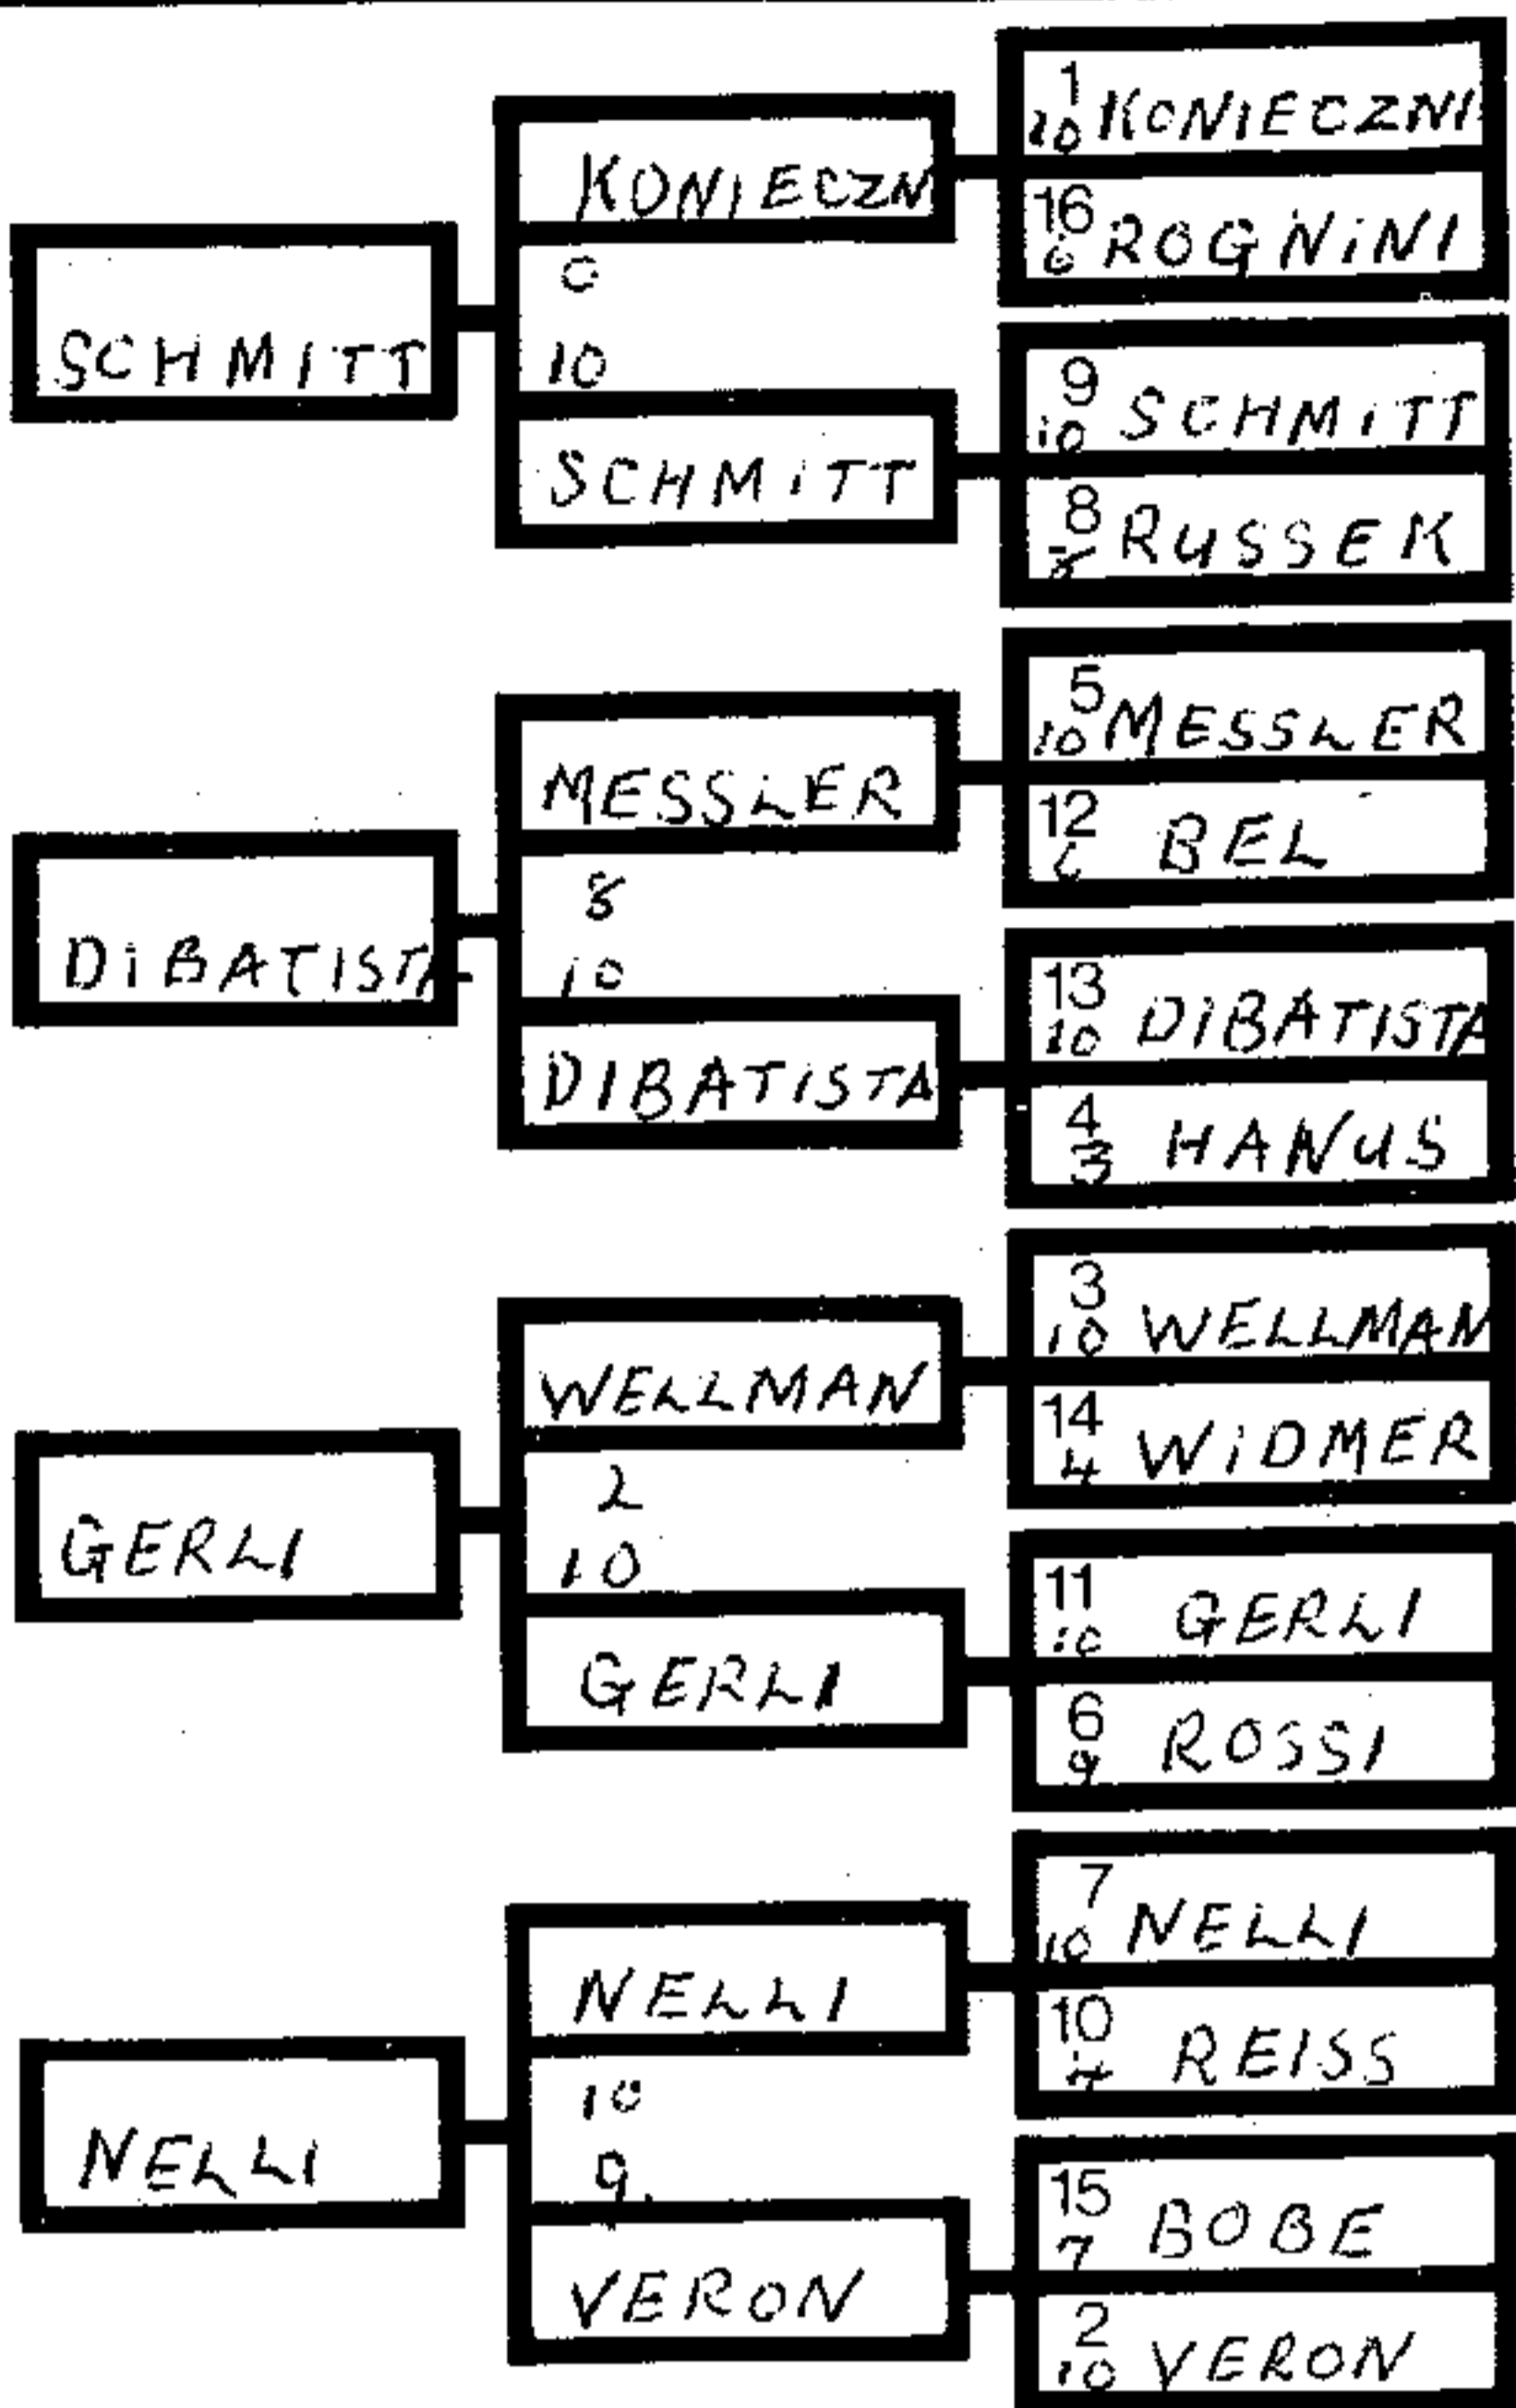 1
10 KONIECZNI
16
6 ROGNINI
9
10 SCHMITT
8
RUSSEK
5
10 MESSLER
12
6 BEL
13
10 DIBATISTA
4
3 HANUS
3
10 WELLMAN
14
4 WIDMER
11
10 GERLI
6
9 ROSSI
7
10 NELLI
10
REISS
15
7 BOBE
2
10 VERON
KONIECZN
0
10
SCHMITT
MESSLER
8
10
DIBATISTA
WELLMAN
2
10
GERLI
NELLI
10
9
VERON
SCHMITT
DIBATISTA
GERLI
NELLI